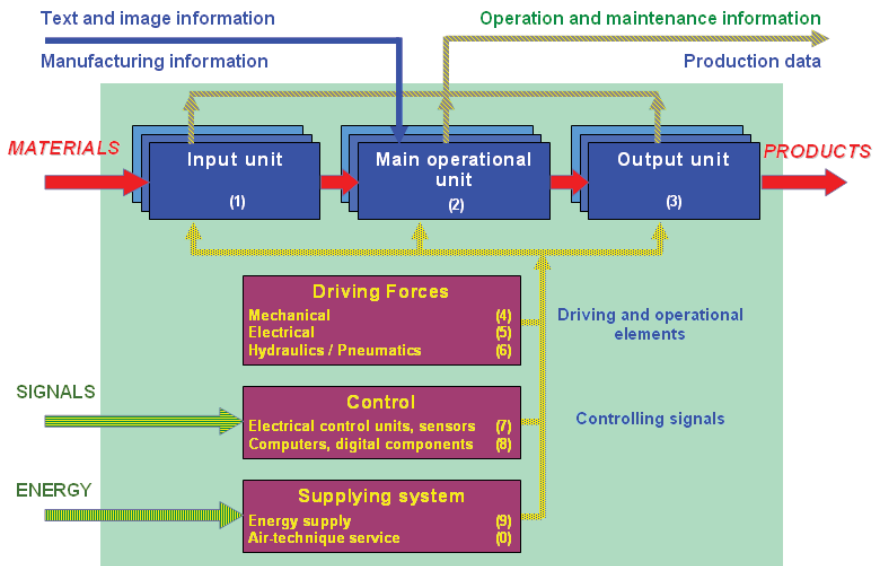 Text and image information
Operation and maintenance information
Manufacturing information
Production data
MATERIALS
Input unit
(1)
Main operational
unit
(2)
Output unit
(3)
PRODUCTS
Driving Forces
Mechanical (4)
Electrical (5)
Hydraulics / Pneumatics (6)
Driving and operational
elements
SIGNALS
Control
Electrical control units, sensors (7)
Computers, digital components (8)
Controlling signals
ENERGY
Supplying system
Energy supply (9)
Air-technique service (0)